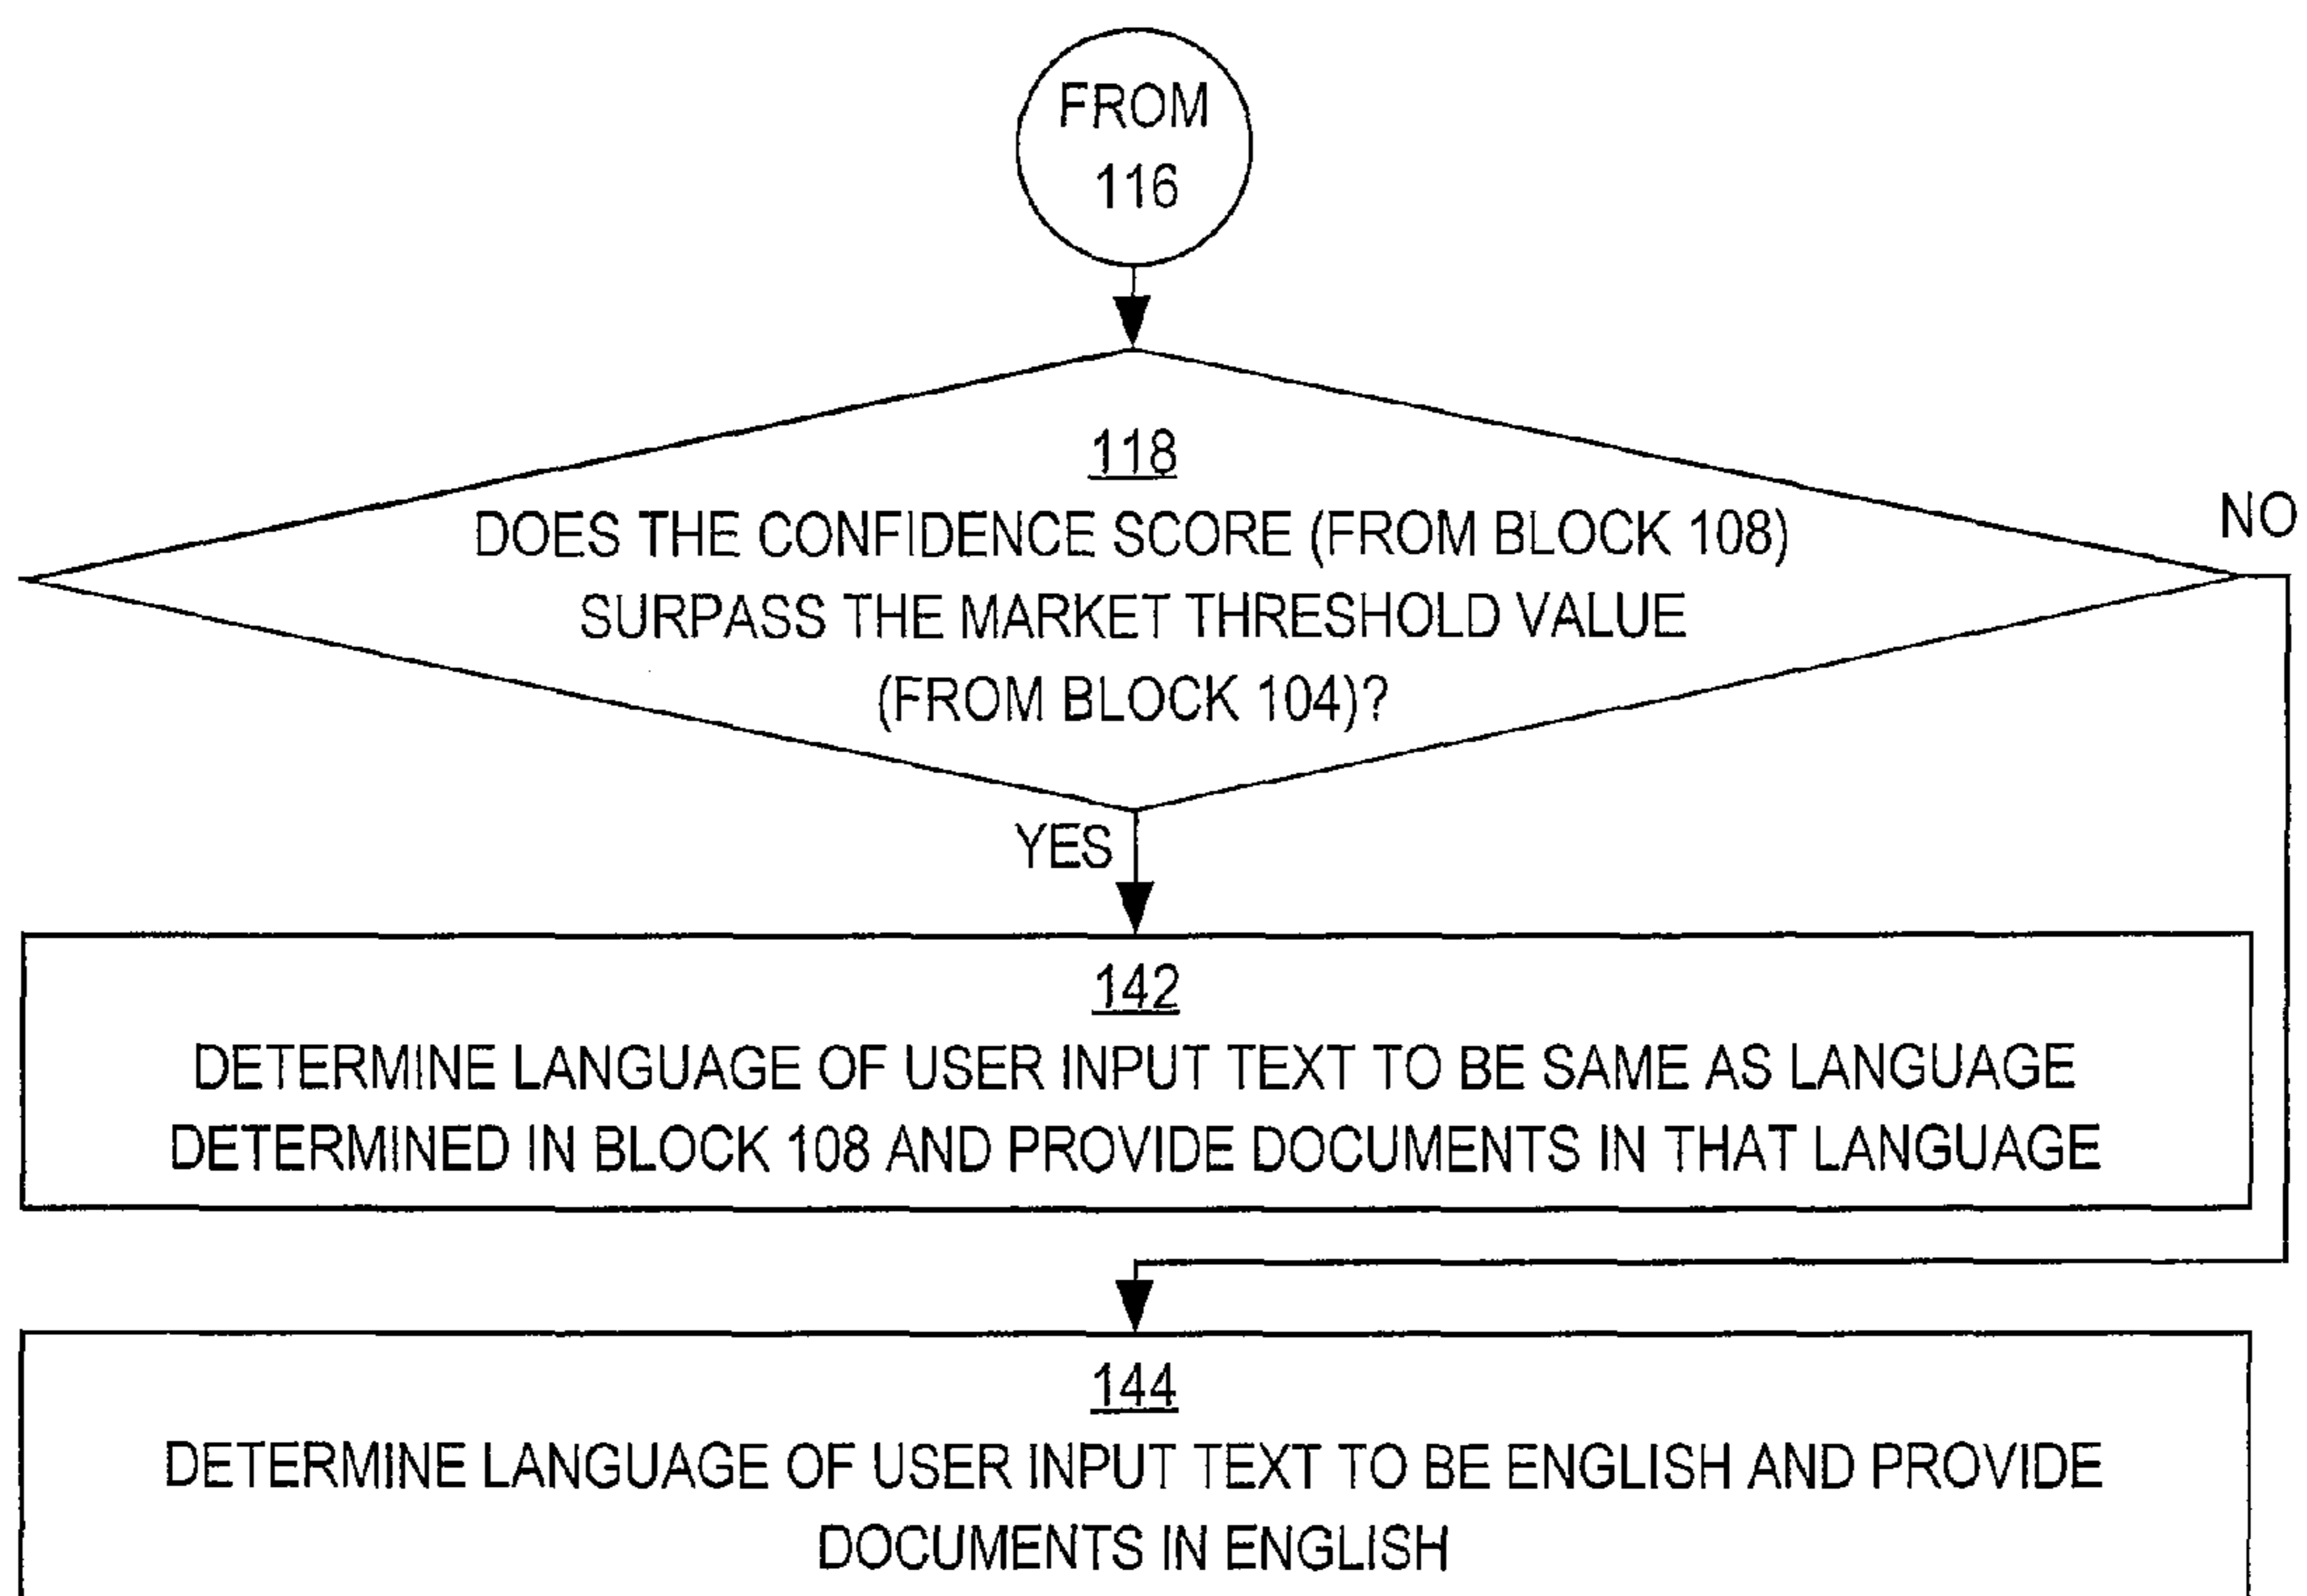 FROM
116
118
DOES THE CONFIDENCE SCORE (FROM BLOCK 108)
NO
SURPASS THE MARKET THRESHOLD VALUE
(FROM BLOCK 104)?
YES
142
DETERMINE LANGUAGE OF USER INPUT TEXT TO BE SAME AS LANGUAGE
DETERMINED IN BLOCK 108 AND PROVIDE DOCUMENTS IN THAT LANGUAGE
144
DETERMINE LANGUAGE OF USER INPUT TEXT TO BE ENGLISH AND PROVIDE
DOCUMENTS IN ENGLISH